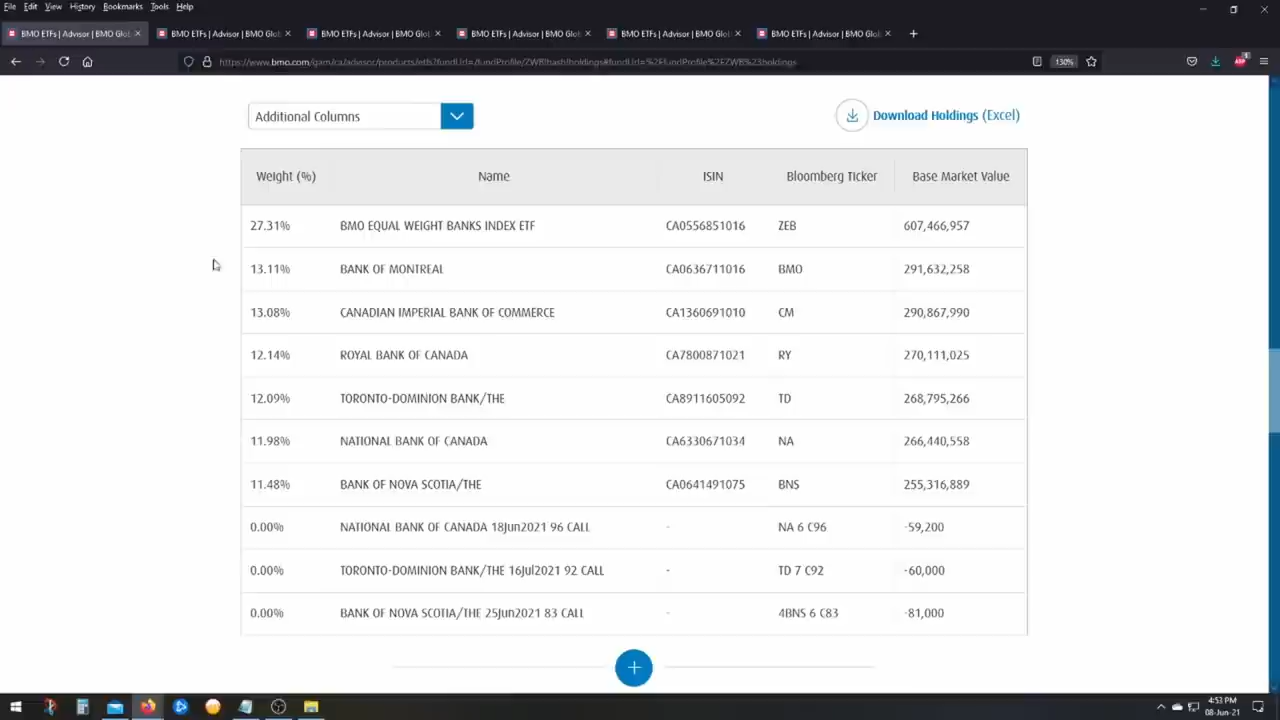 File Edit View History Bookmarks Tools Help
BMO ETFs | Advisor | BMO Glob BMO ETFs | Advisor | BMO Glob BMO ETFs | Advisor | BMO Glob BMO ETFs | Advisor | BMO Glob BMO ETFs | Advisor | BMO Glob BMO ETFs | Advisor | BMO Glob
130%
Additional Columns
Download Holdings (Excel)
Weight (%) Name ISIN Bloomberg Ticker Base Market Value
27.31% BMO EQUAL WEIGHT BANKS INDEX ETF CA0556851016 ZEB 607,466,957
13.11% BANK OF MONTREAL CA0636711016 BMO 291,632,258
13.08% CANADIAN IMPERIAL BANK OF COMMERCE CA1360691010 CM 290,867,990
12.14% ROYAL BANK OF CANADA CA7800871021 RY 270,111,025
12.09% TORONTO-DOMINION BANK/THE CA8911605092 TD 268,795,266
11.98% NATIONAL BANK OF CANADA CA6330671034 NA 266,440,558
11.48% BANK OF NOVA SCOTIA/THE CA0641491075 BNS 255,316,889
0.00% NATIONAL BANK OF CANADA 18Jun2021 96 CALL - NA 6 C96 -59,200
0.00% TORONTO-DOMINION BANK/THE 16Jul2021 92 CALL - TD 7 C92 -60,000
0.00% BANK OF NOVA SCOTIA/THE 25Jun2021 83 CALL - 4BNS 6 C83 -81,000
4:53 PM
08-Jun-21